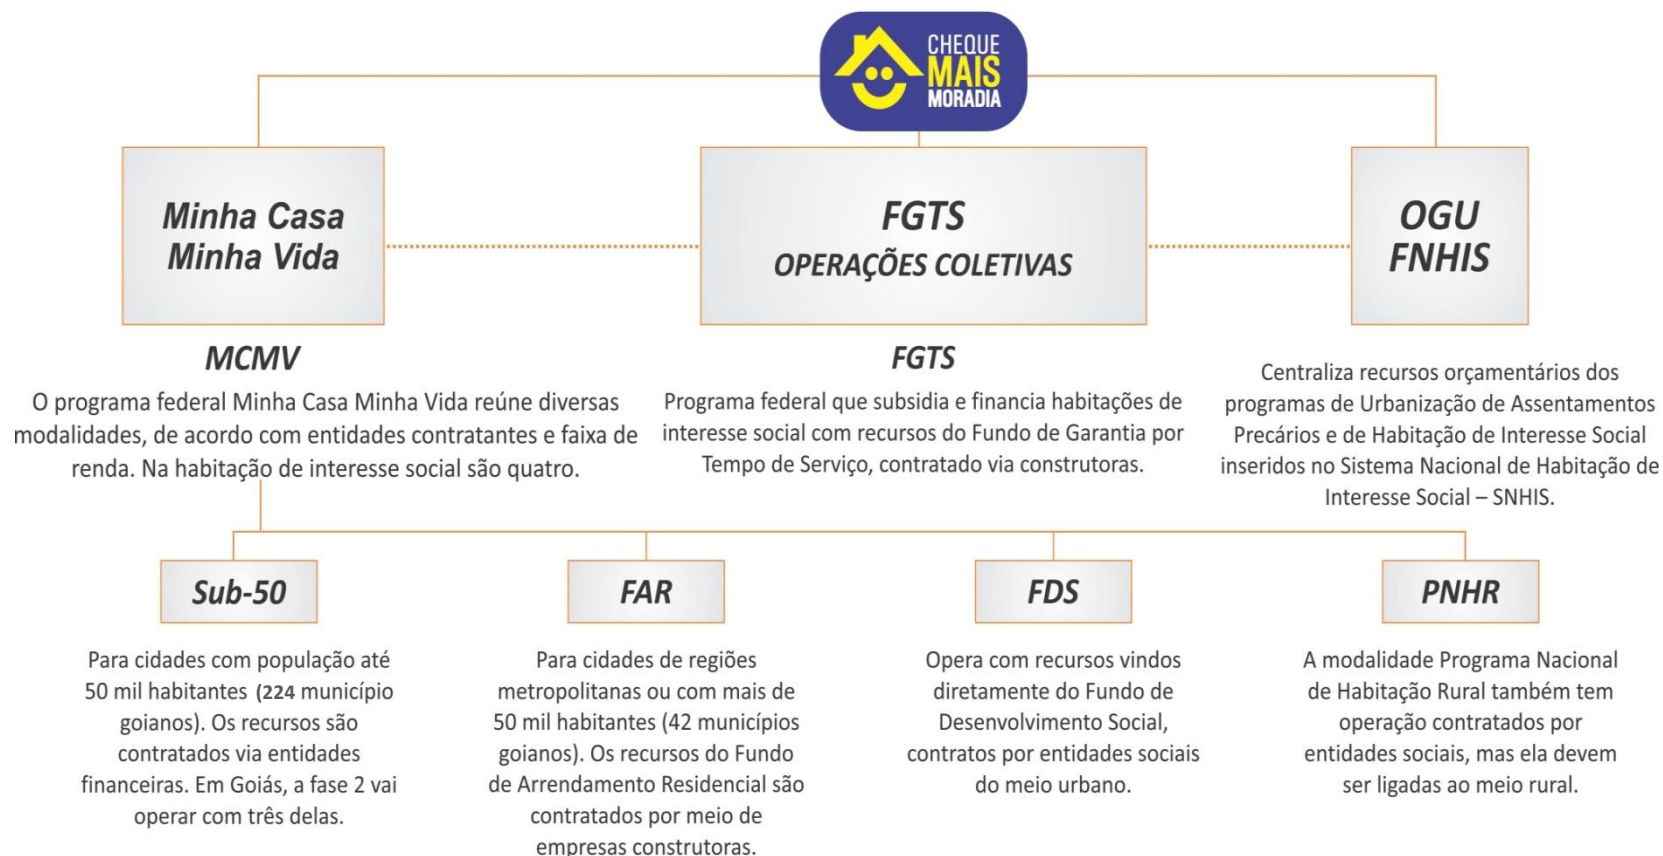 CHEQUE
MAIS
MORADIA
Minha Casa
Minha Vida
FGTS
OPERAÇÕES COLETIVAS
OGU
FNHIS
MCMV
O programa federal Minha Casa Minha Vida reúne diversas
modalidades, de acordo com entidades contratantes e faixa de
renda. Na habitação de interesse social são quatro.
FGTS
Programa federal que subsidia e financia habitações de
interesse social com recursos do Fundo de Garantia por
Tempo de Serviço, contratado via construtoras.
Centraliza recursos orçamentários dos
programas de Urbanização de Assentamentos
Precários e de Habitação de Interesse Social
inseridos no Sistema Nacional de Habitação de
Interesse Social – SNHIS.
Sub-50
Para cidades com população até
50 mil habitantes (224 município
goianos). Os recursos são
contratados via entidades
financeiras. Em Goiás, a fase 2 vai
operar com três delas.
FAR
Para cidades de regiões
metropolitanas ou com mais de
50 mil habitantes (42 municípios
goianos). Os recursos do Fundo
de Arrendamento Residencial são
contratados por meio de
empresas construtoras.
FDS
Opera com recursos vindos
diretamente do Fundo de
Desenvolvimento Social,
contratos por entidades sociais
do meio urbano.
PNHR
A modalidade Programa Nacional
de Habitação Rural também tem
operação contratados por
entidades sociais, mas ela devem
ser ligadas ao meio rural.